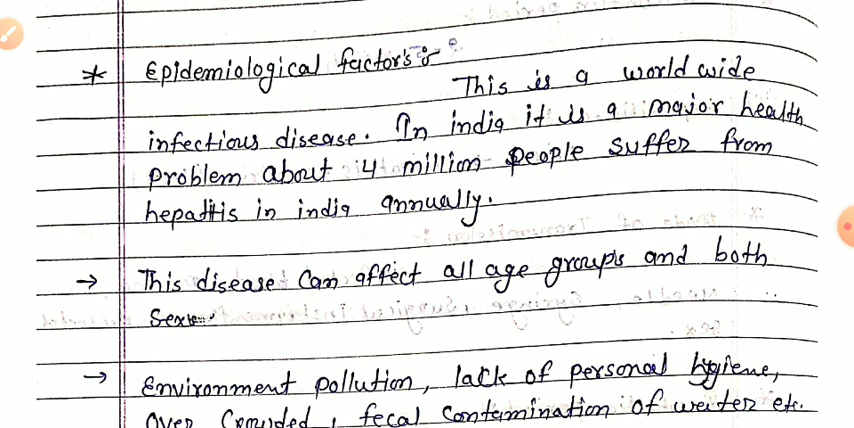 * Epidemiological factor's :-
This is a world wide
infectious disease. In india it is a major health
problem about 4 million people suffer from
hepatitis in india annually.
→ This disease can affect all age groups and both
sex
→ Environment pollution, lack of personal hygiene,
over crowded, fecal contamination of water etc.